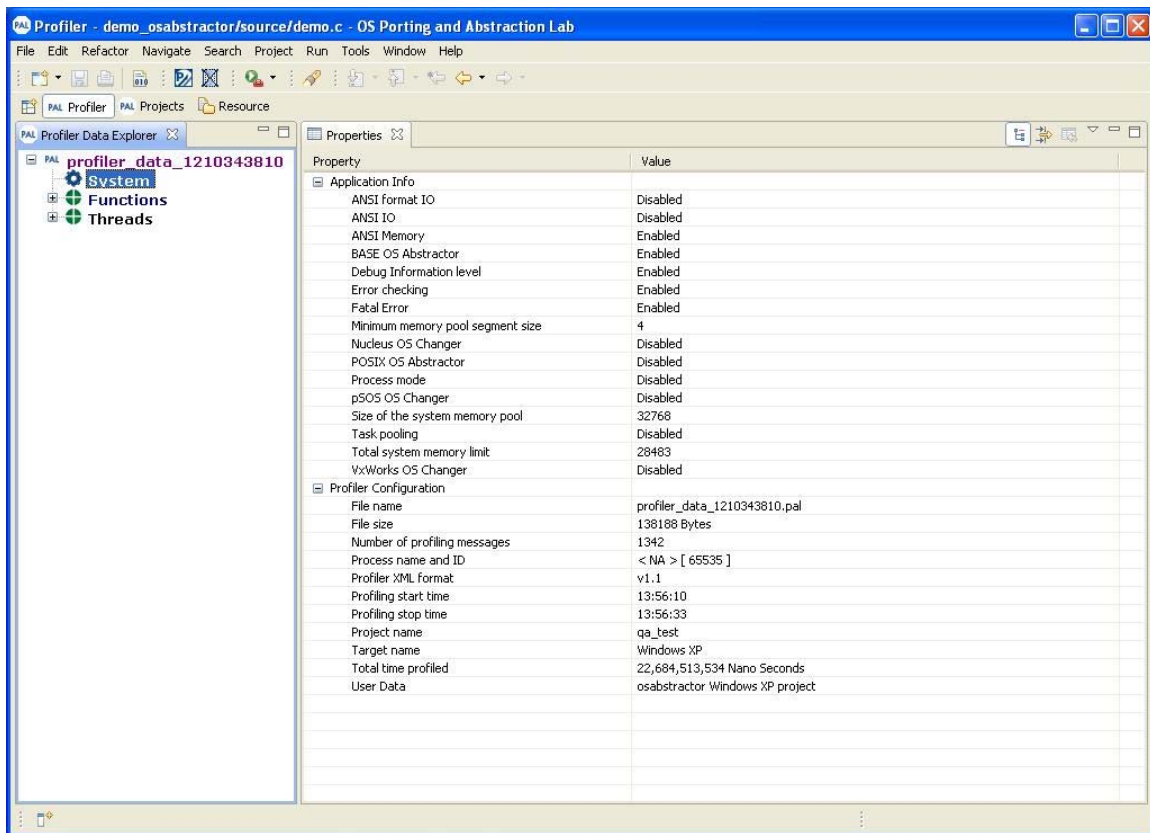 PAL Profiler - demo_osabstractor/source/demo.c - OS Porting and Abstraction Lab
File Edit Refactor Navigate Search Project Run Tools Window Help
PAL Profiler PAL Projects Resource
PAL Profiler Data Explorer
PAL profiler_data_1210343810
System
Functions
Threads
Properties
Property Value
Application Info
ANSI format IO Disabled
ANSI IO Disabled
ANSI Memory Enabled
BASE OS Abstractor Enabled
Debug Information level Enabled
Error checking Enabled
Fatal Error Enabled
Minimum memory pool segment size 4
Nucleus OS Changer Disabled
POSIX OS Abstractor Disabled
Process mode Disabled
pSOS OS Changer Disabled
Size of the system memory pool 32768
Task pooling Disabled
Total system memory limit 28483
VxWorks OS Changer Disabled
Profiler Configuration
File name profiler_data_1210343810.pal
File size 138188 Bytes
Number of profiling messages 1342
Process name and ID < NA > [ 65535 ]
Profiler XML format v1.1
Profiling start time 13:56:10
Profiling stop time 13:56:33
Project name qa_test
Target name Windows XP
Total time profiled 22,684,513,534 Nano Seconds
User Data osabstractor Windows XP project